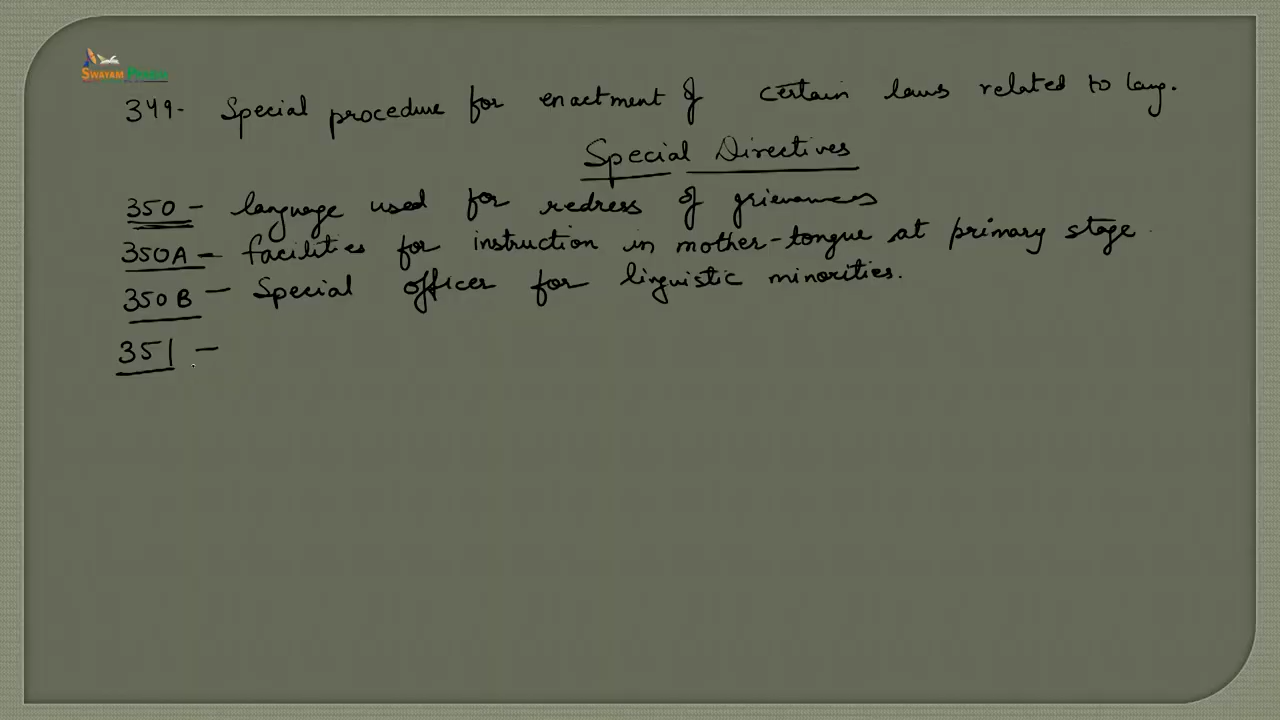 SWAYAM PRABHA
349- Special procedure for enactment of certain laws related to lang.
Special Directives
350 - language used for redress of grievances
350A - facilities for instruction in mother-tongue at primary stage.
350 B - Special officer for linguistic minorities.
351 -